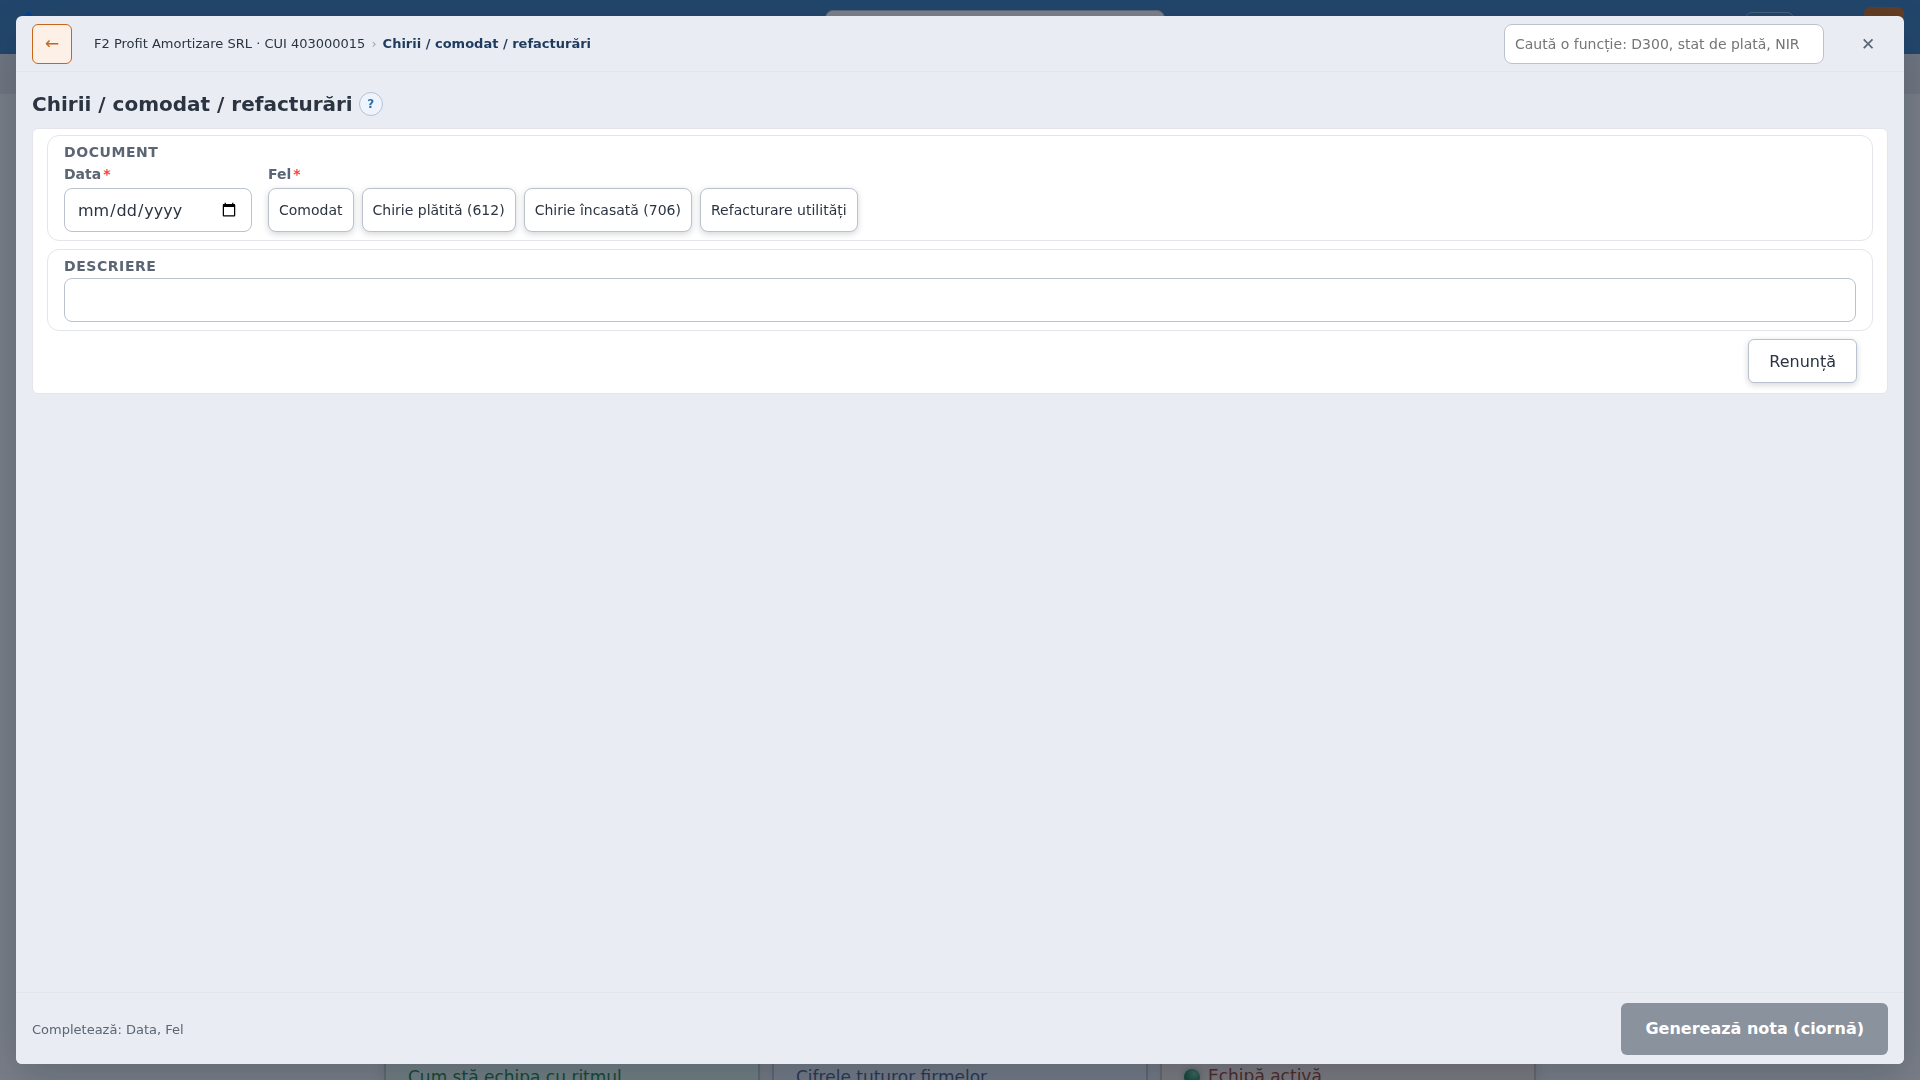 ← F2 Profit Amortizare SRL · CUI 403000015 › Chirii / comodat / refacturări
Caută o funcție: D300, stat de plată, NIR
✕
Chirii / comodat / refacturări ?
DOCUMENT
Data* Fel*
mm/dd/yyyy Comodat Chirie plătită (612) Chirie încasată (706) Refacturare utilități
DESCRIERE
Renunță
Completează: Data, Fel
Generează nota (ciornă)
Cum stă echipa cu ritmul Cifrele tuturor firmelor Echipă activă